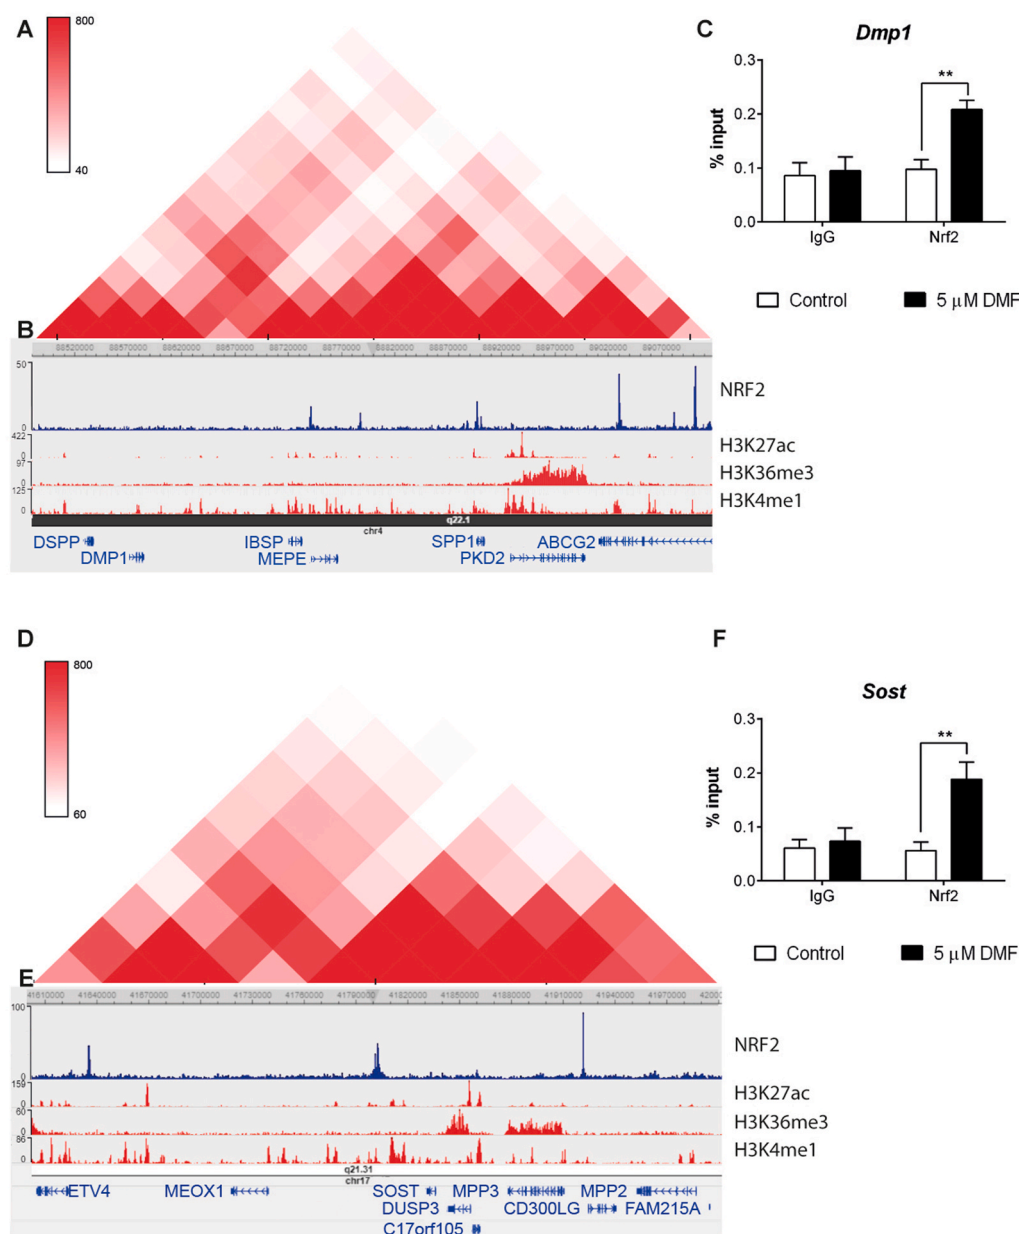 A
800
40
C
Dmp1
% input
0.3
0.2
0.1
0.0
**
IgG
Nrf2
Control
5 µM DMF
B
88520000 88570000 88620000 88670000 88720000 88770000 88820000 88870000 88920000 88970000 89020000 89070000
50
0
NRF2
422
0
H3K27ac
97
0
H3K36me3
125
0
H3K4me1
q22.1
chr4
DSPP IBSP SPP1 ABCG2
DMP1 MEPE PKD2
D
800
60
F
Sost
% input
0.3
0.2
0.1
0.0
**
IgG
Nrf2
Control
5 µM DMF
E
41610000 41640000 41670000 41700000 41730000 41760000 41790000 41820000 41850000 41880000 41910000 41940000 41970000 42000
100
0
NRF2
159
0
H3K27ac
60
0
H3K36me3
86
0
H3K4me1
q21.31
chr17
ETV4 MEOX1 SOST MPP3 MPP2
DUSP3 CD300LG FAM215A
C17orf105